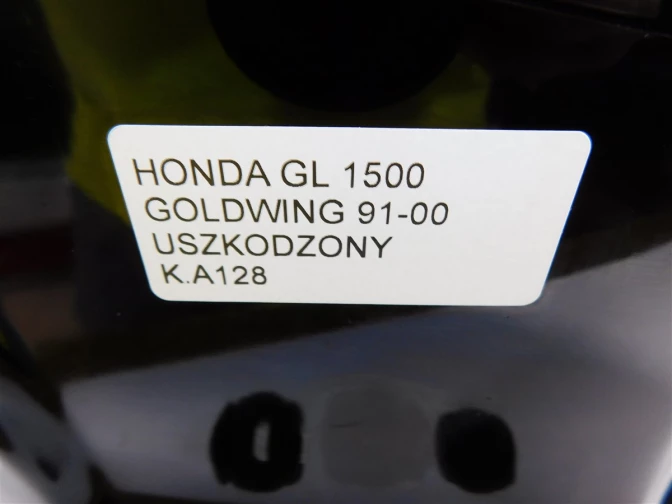 HONDA GL 1500
GOLDWING 91-00
USZKODZONY
K.A128